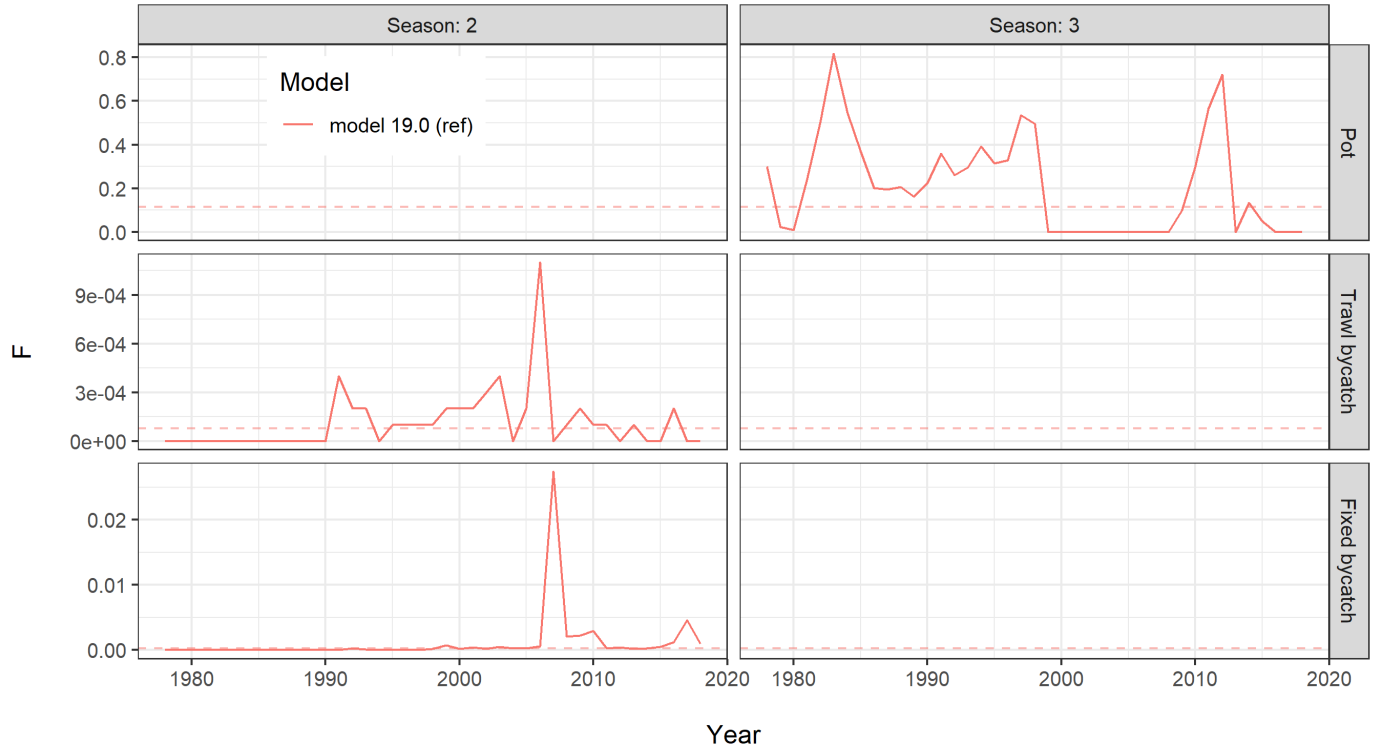 Season: 2
Season: 3
0.8
0.6
0.4
0.2
0.0
Model
model 19.0 (ref)
Pot
9e-04
6e-04
3e-04
0e+00
Trawl bycatch
F
0.02
0.01
0.00
Fixed bycatch
1980 1990 2000 2010 2020
1980 1990 2000 2010 2020
Year